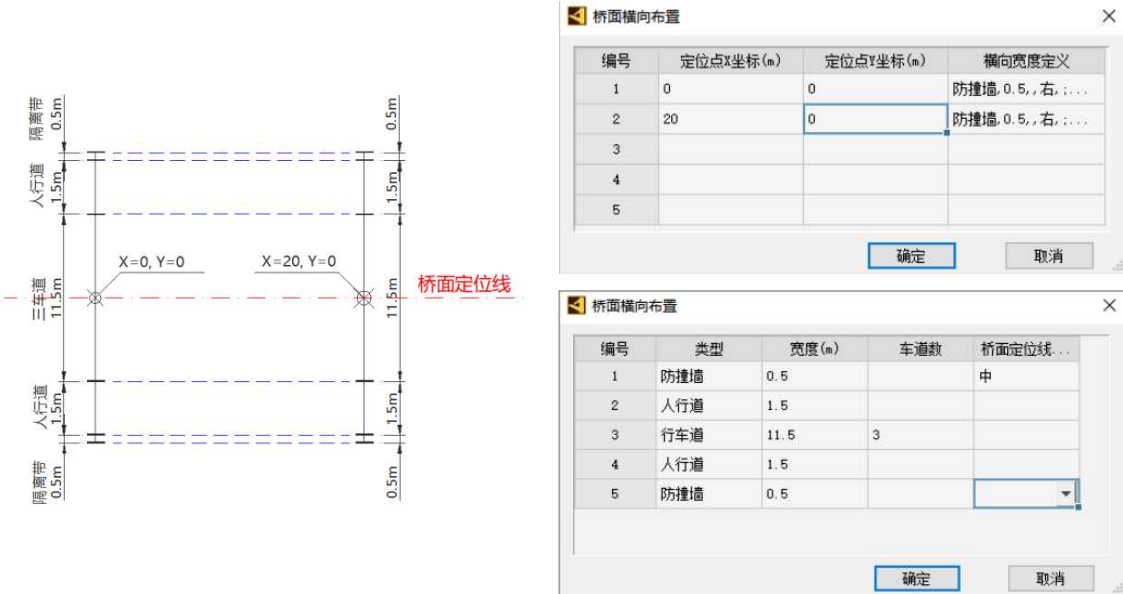 隔离带
0.5m
0.5m
人行道
1.5m
1.5m
X=0, Y=0
X=20, Y=0
三车道
11.5m
11.5m
桥面定位线
人行道
1.5m
1.5m
隔离带
0.5m
0.5m
桥面横向布置
编号 定位点X坐标(m) 定位点Y坐标(m) 横向宽度定义
1 0 0 防撞墙,0.5,,右,;...
2 20 0 防撞墙,0.5,,右,;...
3
4
5
确定 取消
桥面横向布置
编号 类型 宽度(m) 车道数 桥面定位线...
1 防撞墙 0.5 中
2 人行道 1.5
3 行车道 11.5 3
4 人行道 1.5
5 防撞墙 0.5
确定 取消